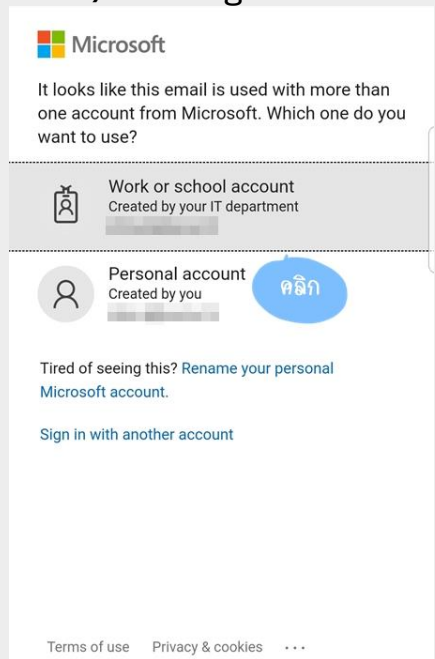 Microsoft
It looks like this email is used with more than
one account from Microsoft. Which one do you
want to use?
Work or school account
Created by your IT department
Personal account
Created by you
คลิก
Tired of seeing this? Rename your personal
Microsoft account.
Sign in with another account
Terms of use Privacy & cookies ...